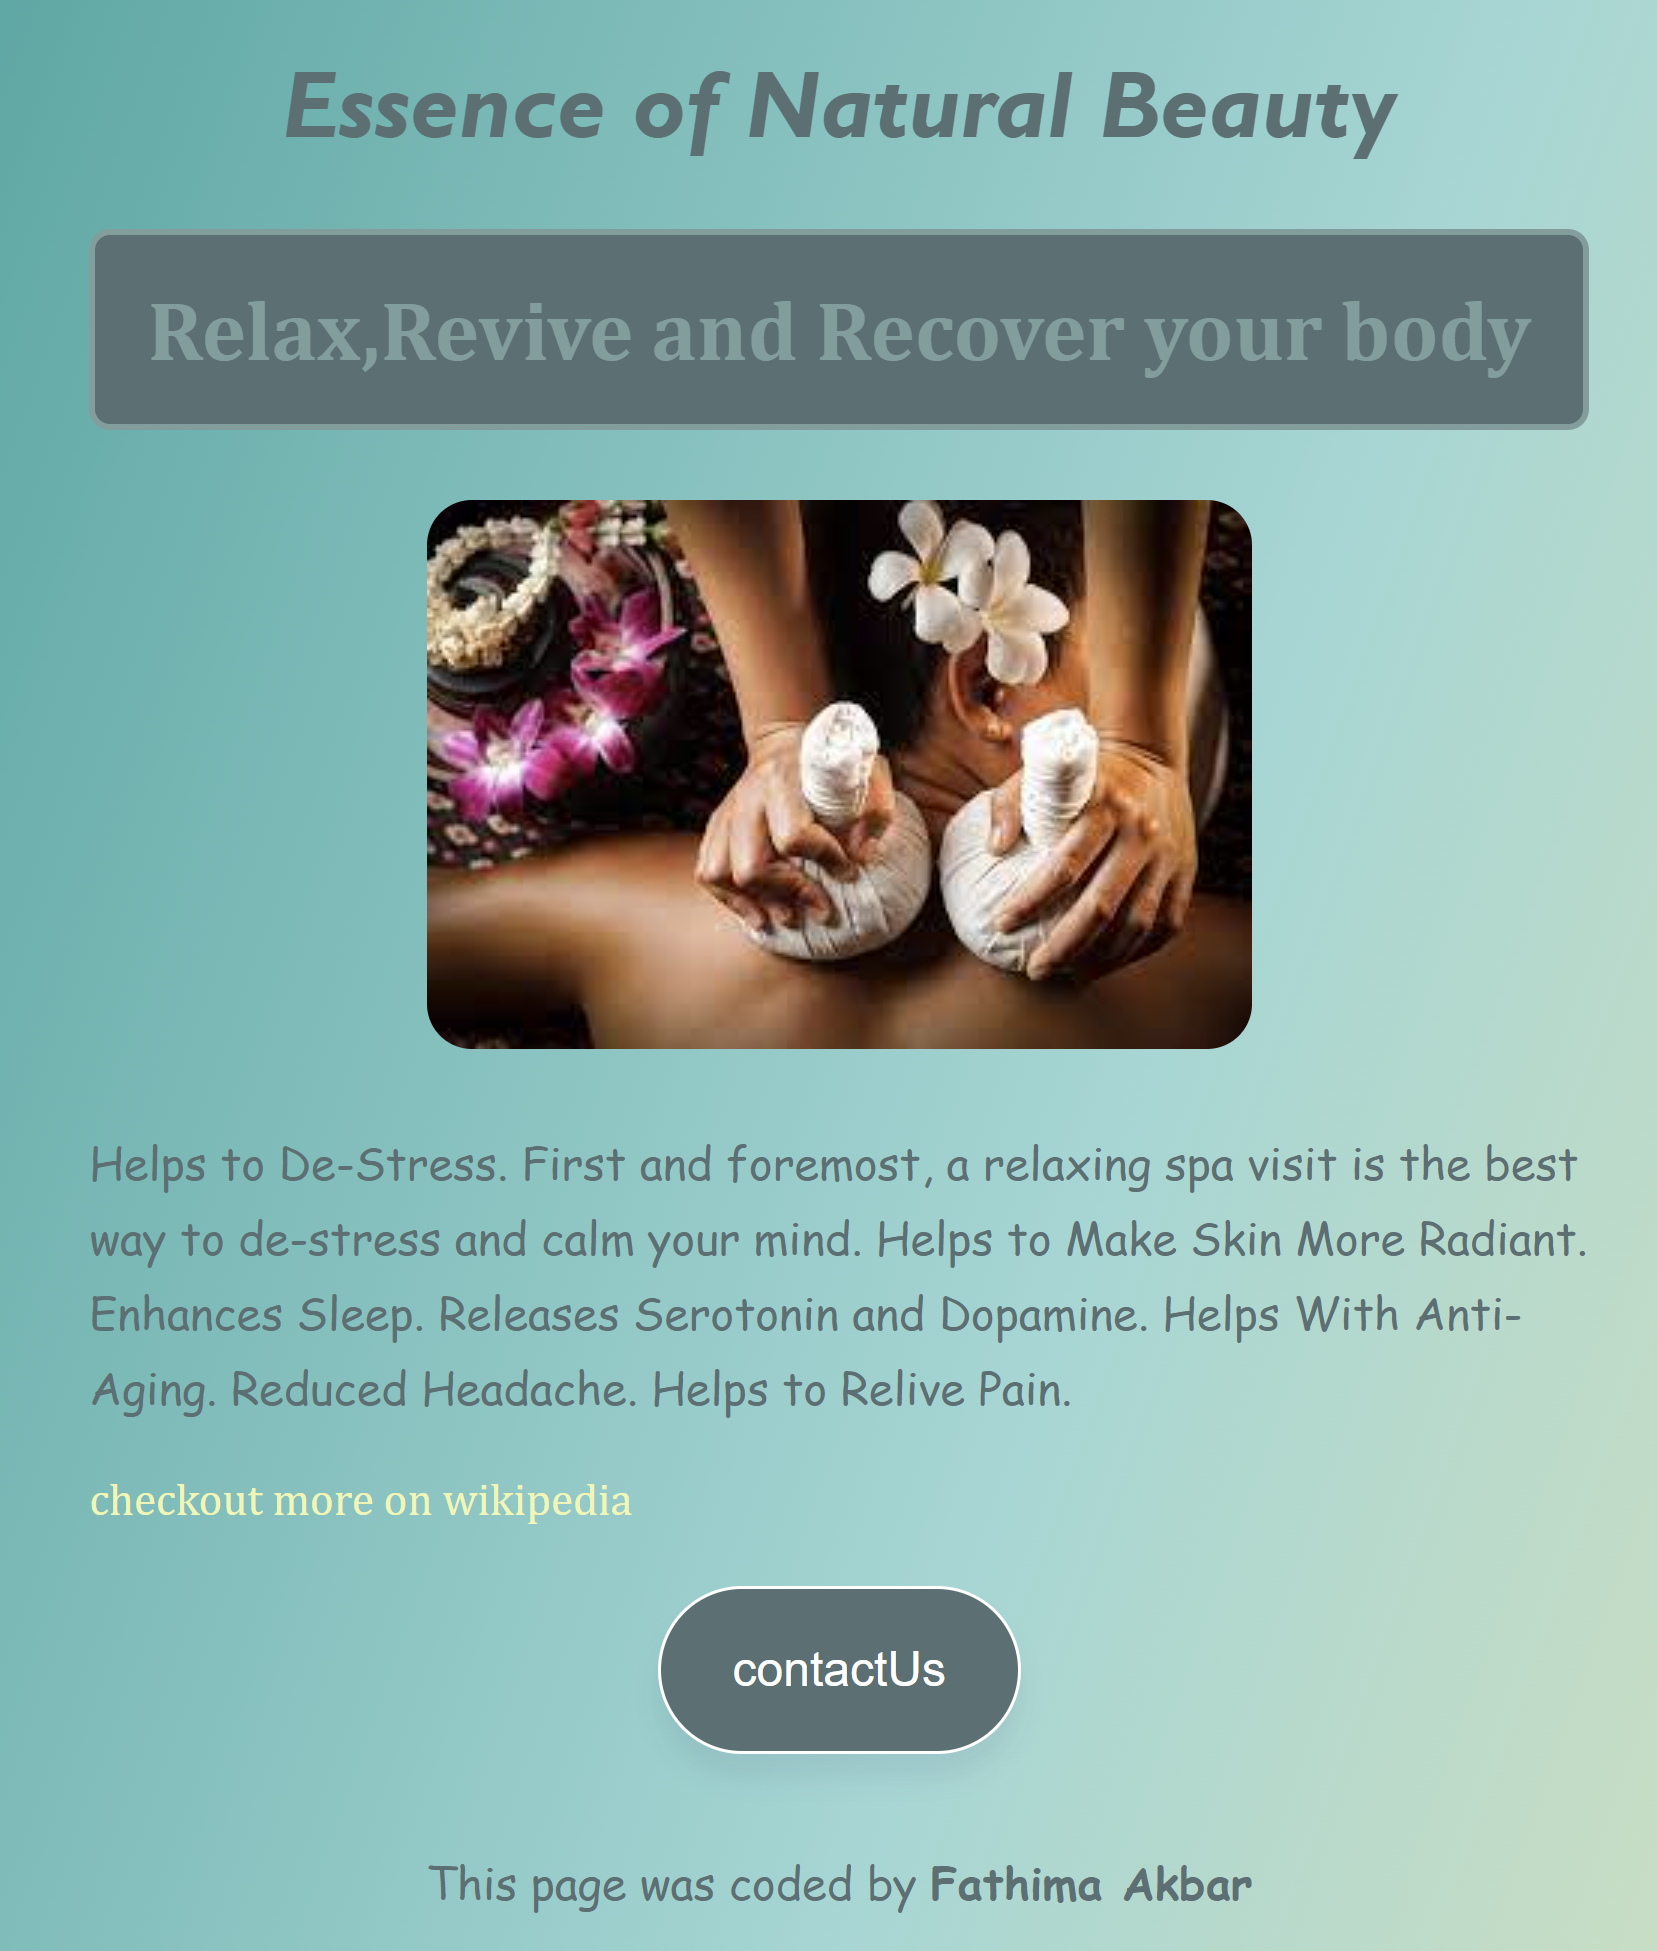 Essence of Natural Beauty
Relax,Revive and Recover your body
Helps to De-Stress. First and foremost, a relaxing spa visit is the best
way to de-stress and calm your mind. Helps to Make Skin More Radiant.
Enhances Sleep. Releases Serotonin and Dopamine. Helps With Anti-
Aging. Reduced Headache. Helps to Relive Pain.
checkout more on wikipedia
contactUs
This page was coded by Fathima Akbar